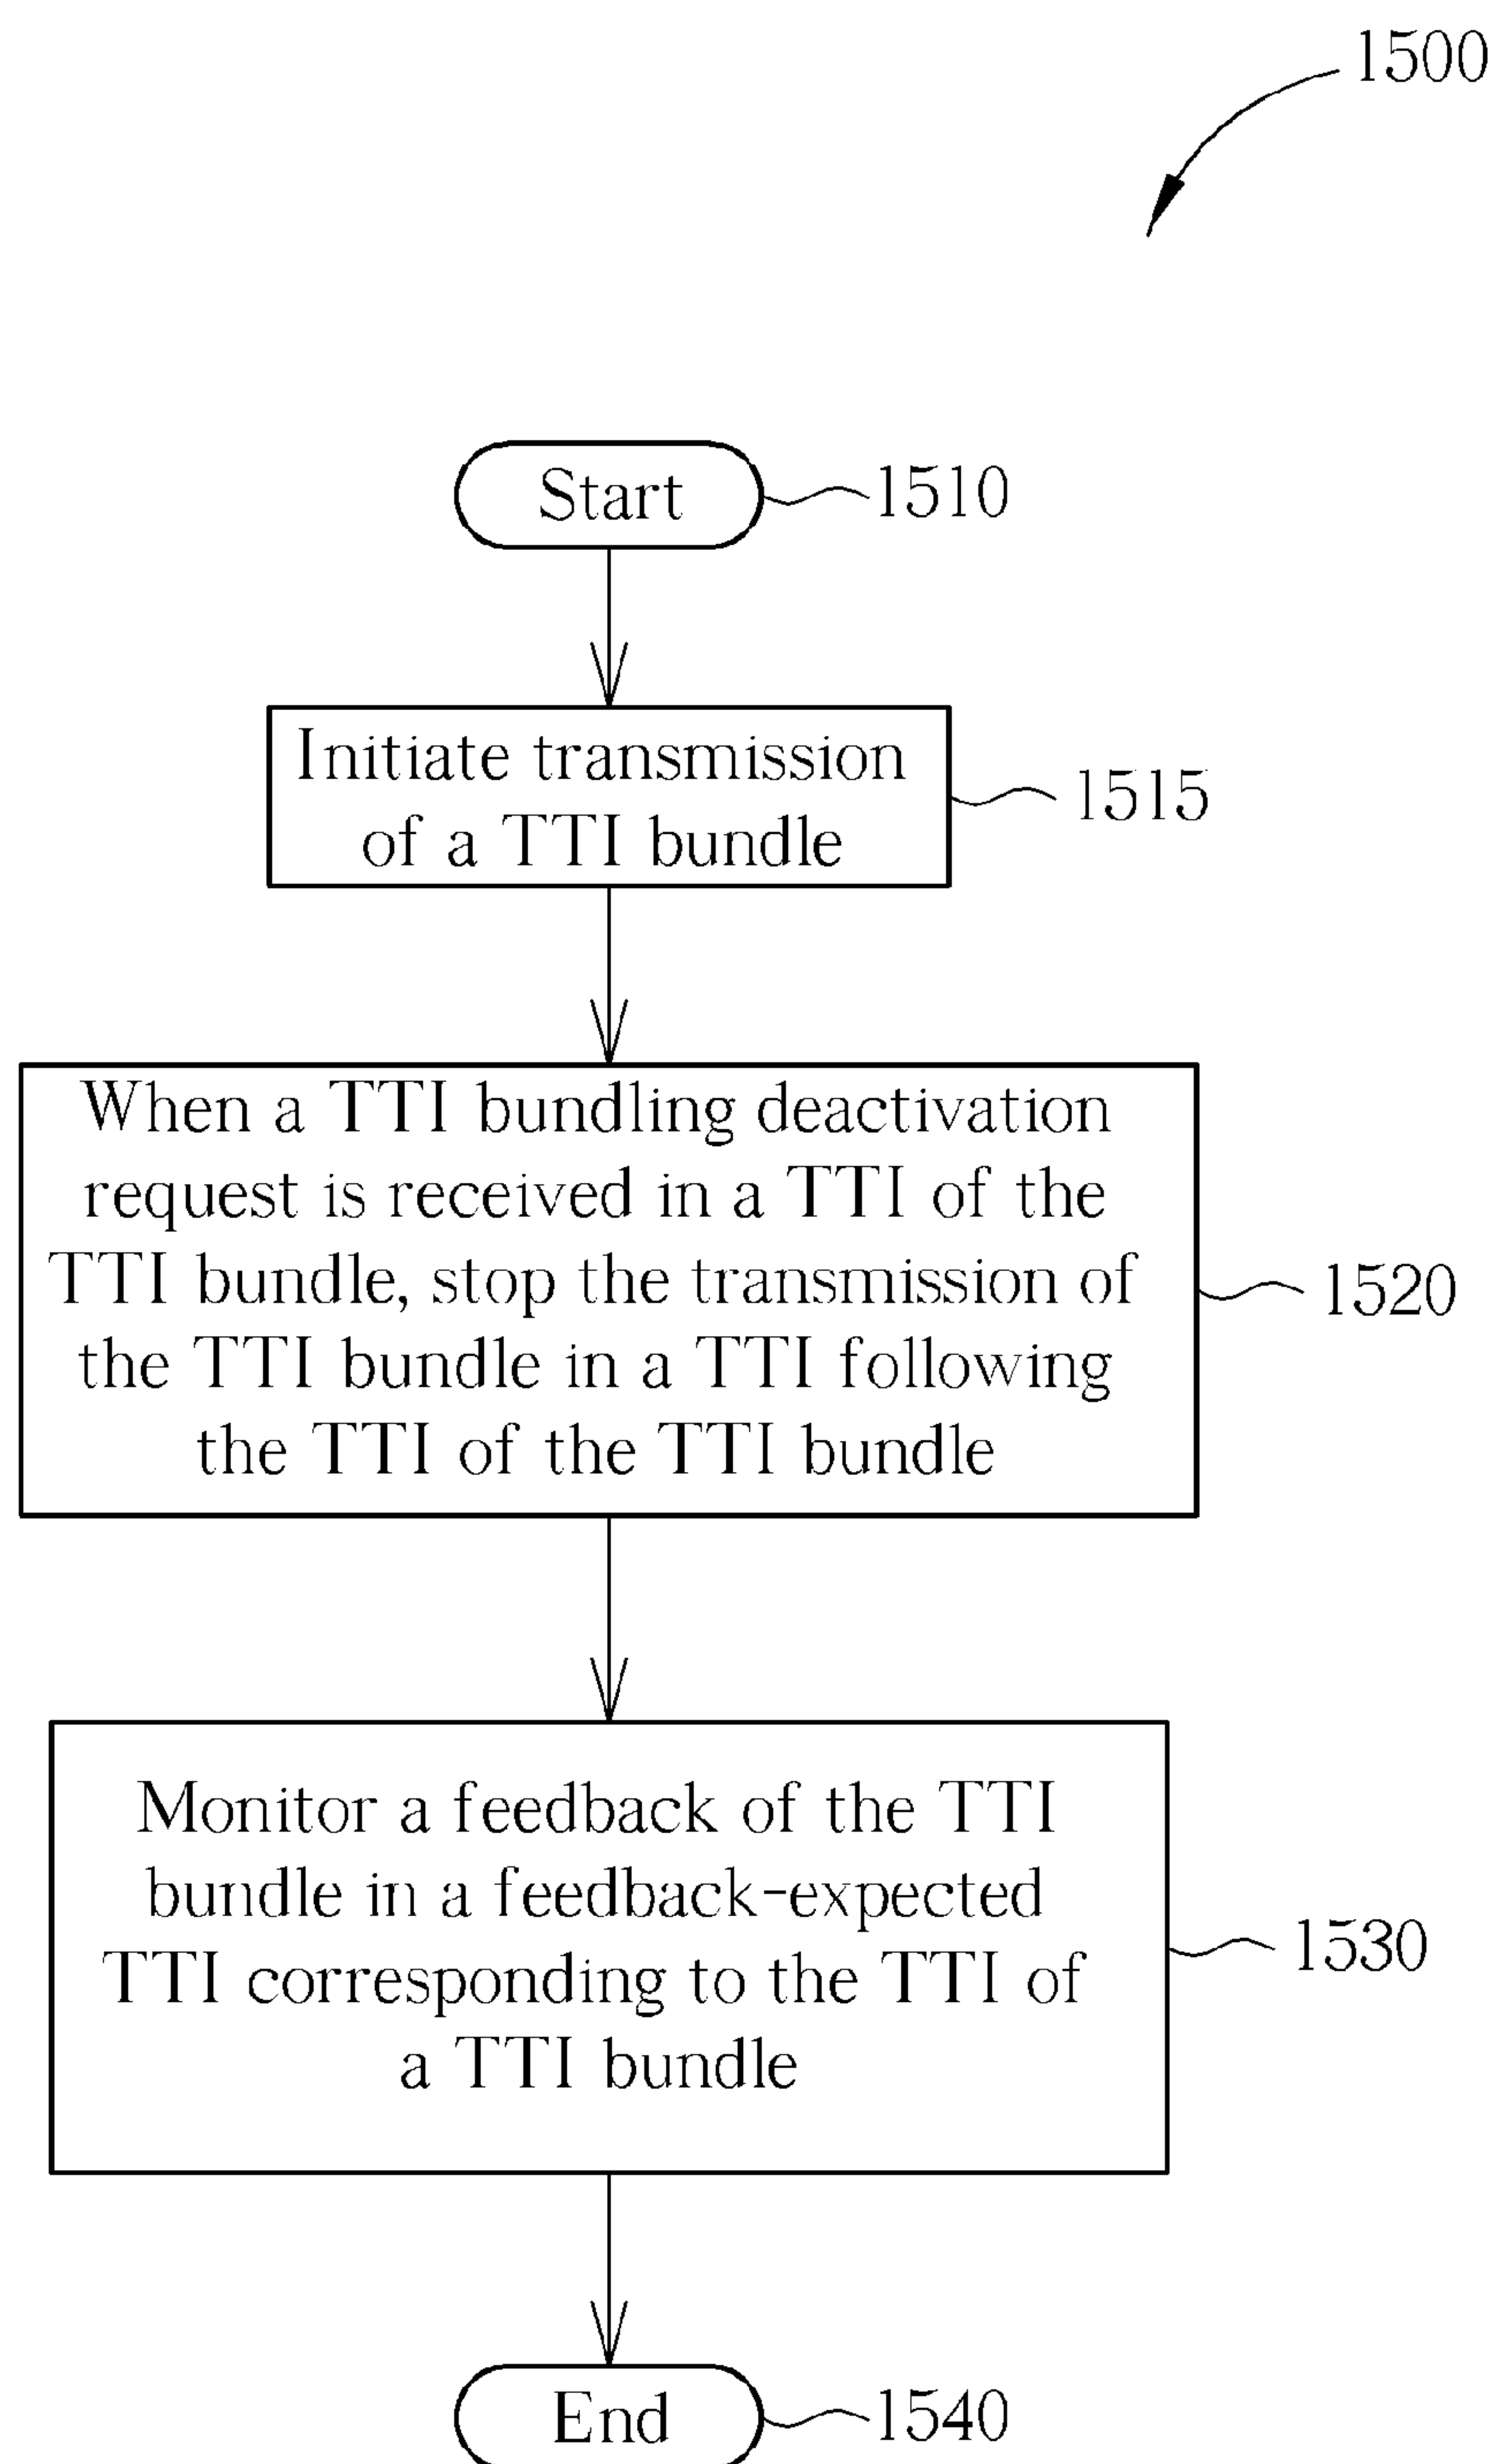 1500
Start
1510
Initiate transmission
of a TTI bundle
1515
When a TTI bundling deactivation
request is received in a TTI of the
TTI bundle, stop the transmission of
the TTI bundle in a TTI following
the TTI of the TTI bundle
1520
Monitor a feedback of the TTI
bundle in a feedback-expected
TTI corresponding to the TTI of
a TTI bundle
1530
End
1540